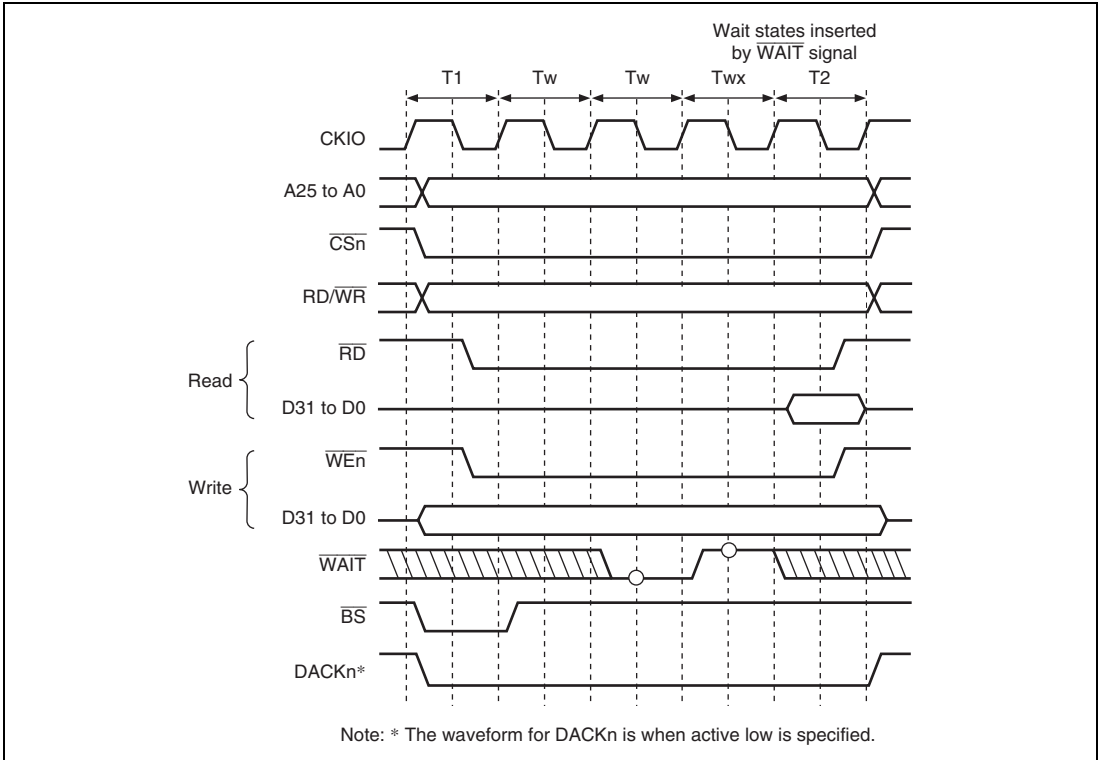 Wait states inserted
by WAIT signal
T1 Tw Tw Twx T2
CKIO
A25 to A0
CSn
RD/WR
RD
Read
D31 to D0
WEn
Write
D31 to D0
WAIT
BS
DACKn*
Note: * The waveform for DACKn is when active low is specified.